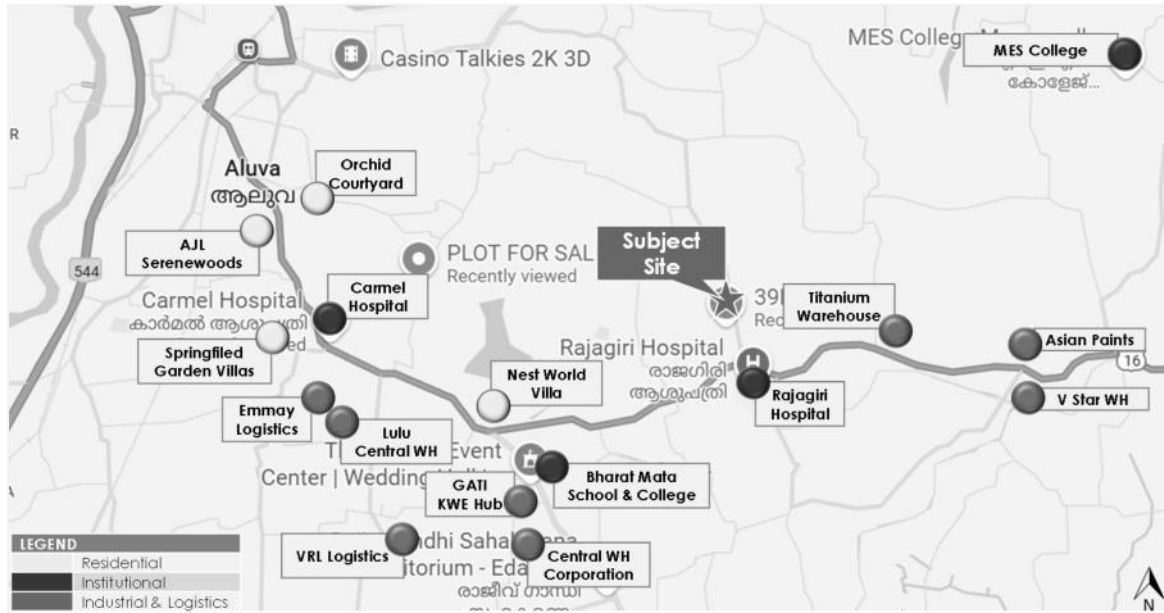 MES College
MES College
കോളേജ്...
Casino Talkies 2K 3D
R
Orchid
Courtyard
Aluva
ആലുവ
AJL
Serenewoods
544
PLOT FOR SAL
Recently viewed
Subject
Site
Carmel Hospital
കാർമൽ ആശുപത്രി
Carmel
Hospital
Springfiled
Garden Villas
39
Titanium
Warehouse
Asian Paints
16
Rajagiri Hospital
രാജഗിരി
ആശുപത്രി
H
Rajagiri
Hospital
V Star WH
Nest World
Villa
Emmay
Logistics
Lulu
Central WH
Event
Center | Wedding
Bharat Mata
School & College
GATI
KWE Hub
A
VRL Logistics
Central WH
Corporation
രാജീവ് ഗാന്ധി
LEGEND
Residential
Institutional
Industrial & Logistics
N